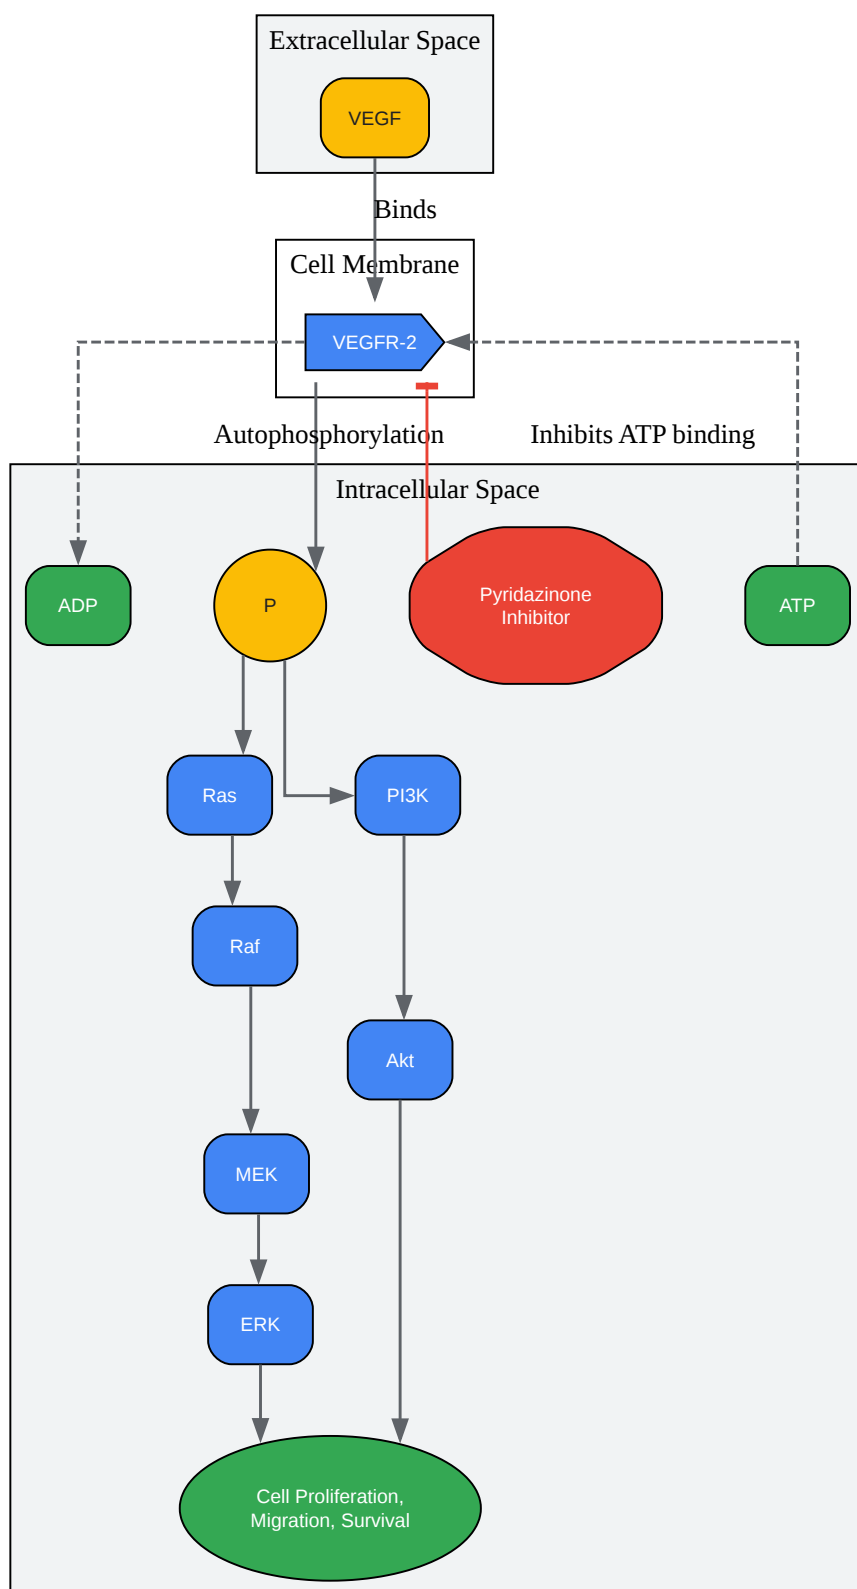 Extracellular Space
VEGF
Binds
Cell Membrane
VEGFR-2
Autophosphorylation
Inhibits ATP binding
Intracellular Space
ADP
P
Pyridazinone
Inhibitor
ATP
Ras
PI3K
Raf
Akt
MEK
ERK
Cell Proliferation,
Migration, Survival